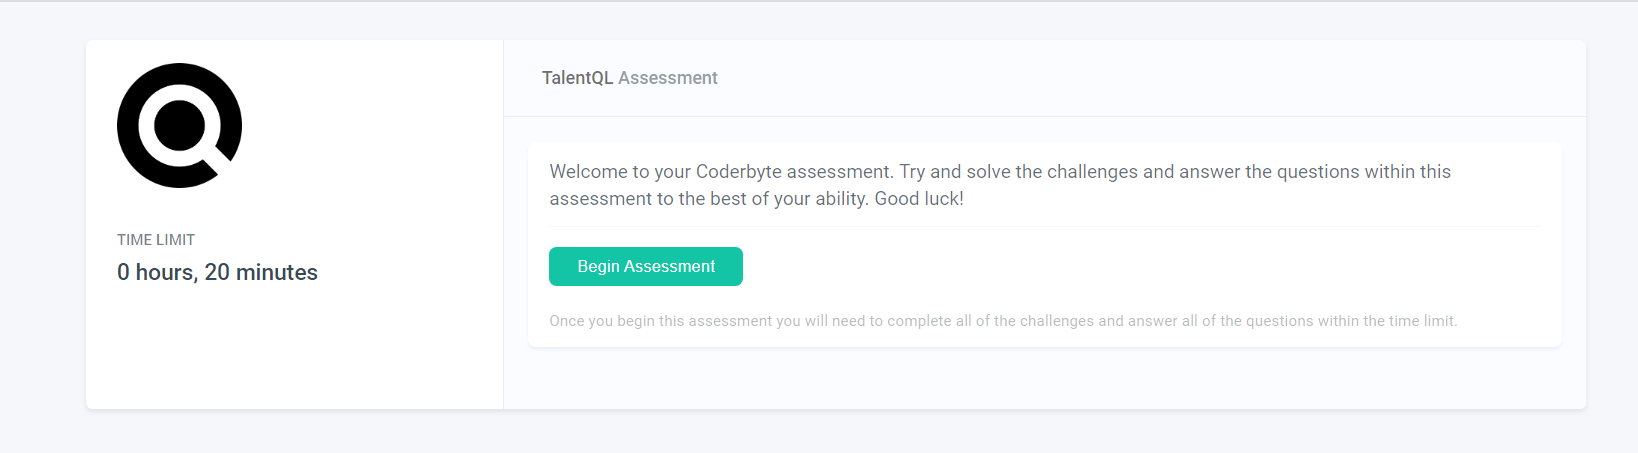 TIME LIMIT
0 hours, 20 minutes
TalentQL Assessment
Welcome to your Coderbyte assessment. Try and solve the challenges and answer the questions within this
assessment to the best of your ability. Good luck!
Begin Assessment
Once you begin this assessment you will need to complete all of the challenges and answer all of the questions within the time limit.